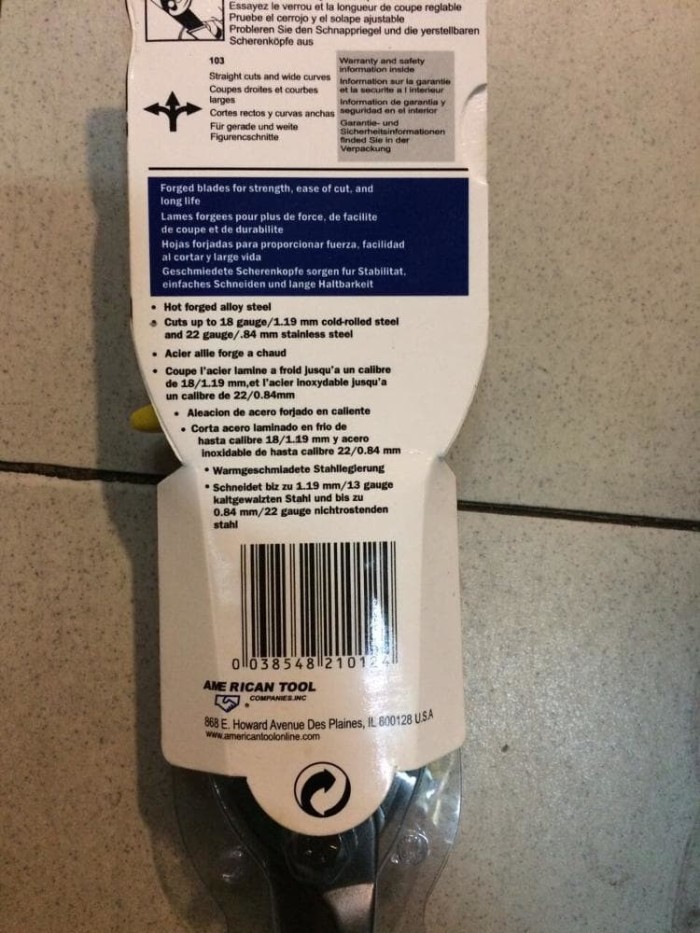 Essayez le verrou et la longueur de coupe reglable
Pruebe el cerrojo y el solape ajustable
Probleren Sie den Schnappriegel und die yerstellbaren
Scherenköpfe aus
103
Straight cuts and wide curves
Coupes droites et courbes
larges
Cortes rectos y curvas anchas
Für gerade und weite
Figurencschnitte
Warranty and safety
information inside
Information sur la garantie
et la securite a l interieur
Information de garantia y
seguridad en el interior
Garantie- und
Sicherheitsinformationen
finded Sie in der
Verpackung
Forged blades for strength, ease of cut, and
long life
Lames forgees pour plus de force, de facilite
de coupe et de durabilite
Hojas forjadas para proporcionar fuerza, facilidad
al cortar y large vida
Geschmiedete Scherenkopfe sorgen fur Stabilitat,
einfaches Schneiden und lange Haltbarkeit
• Hot forged alloy steel
• Cuts up to 18 gauge/1.19 mm cold-rolled steel
and 22 gauge/.84 mm stainless steel
• Acier allie forge a chaud
• Coupe l'acier lamine a froid jusqu'a un calibre
de 18/1.19 mm,et l'acier inoxydable jusqu'a
un calibre de 22/0.84mm
• Aleacion de acero forjado en caliente
• Corta acero laminado en frio de
hasta calibre 18/1.19 mm y acero
inoxidable de hasta calibre 22/0.84 mm
• Warmgeschmladete Stahllegierung
• Schneidet biz zu 1.19 mm/13 gauge
kaltgewalzten Stahl und bis zu
0.84 mm/22 gauge nichtrostenden
stahl
0 038548 210124
AME RICAN TOOL
COMPANIES.INC
®
868 E. Howard Avenue Des Plaines, IL 600128 U.S.A
www.americantoolonline.com